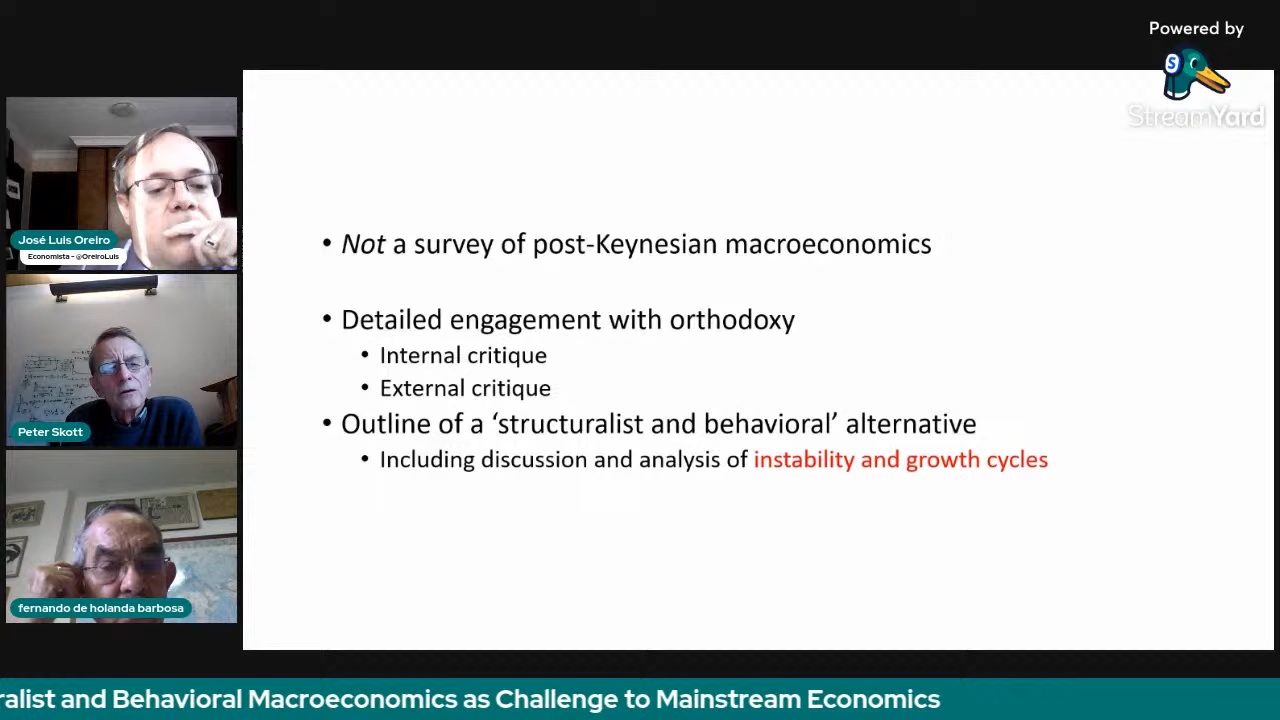 Powered by
StreamYard
José Luis Oreiro
Economista - @OreiroLuis
Peter Skott
fernando de holanda barbosa
• Not a survey of post-Keynesian macroeconomics
• Detailed engagement with orthodoxy
• Internal critique
• External critique
• Outline of a ‘structuralist and behavioral’ alternative
• Including discussion and analysis of instability and growth cycles
ralist and Behavioral Macroeconomics as Challenge to Mainstream Economics